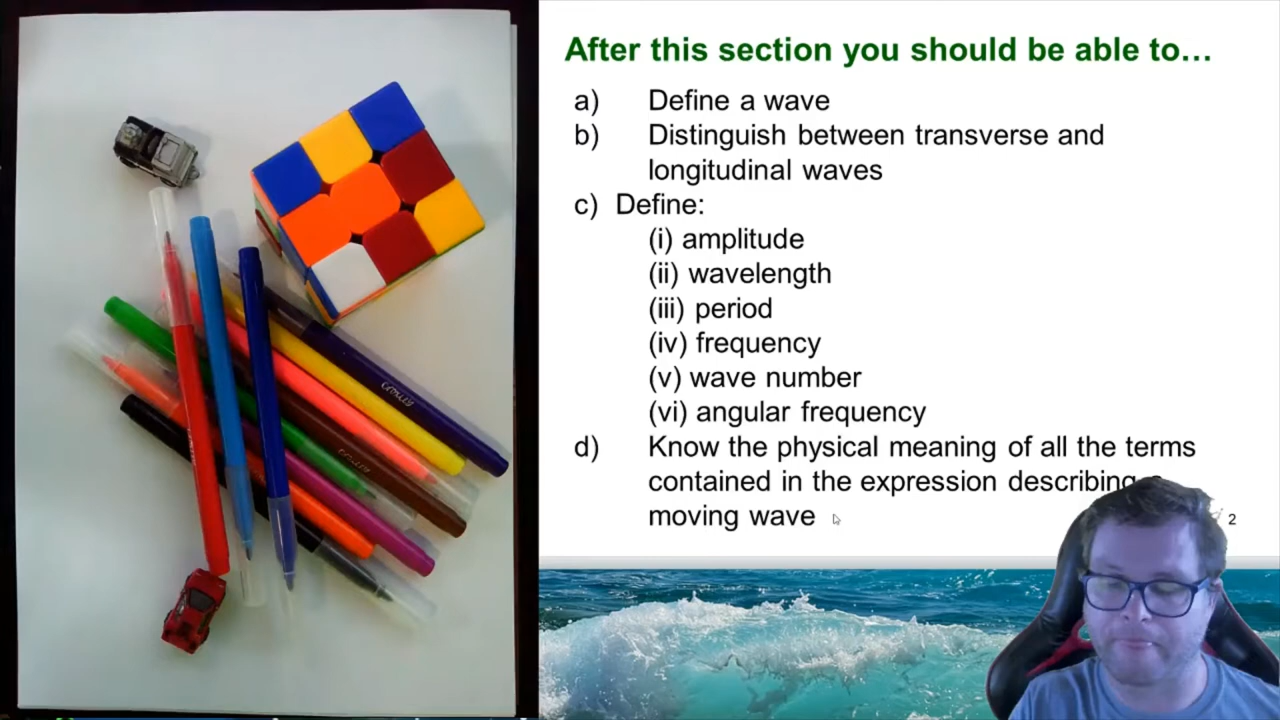 After this section you should be able to…
a) Define a wave
b) Distinguish between transverse and
longitudinal waves
c) Define:
(i) amplitude
(ii) wavelength
(iii) period
(iv) frequency
(v) wave number
(vi) angular frequency
d) Know the physical meaning of all the terms
contained in the expression describing a
moving wave
2